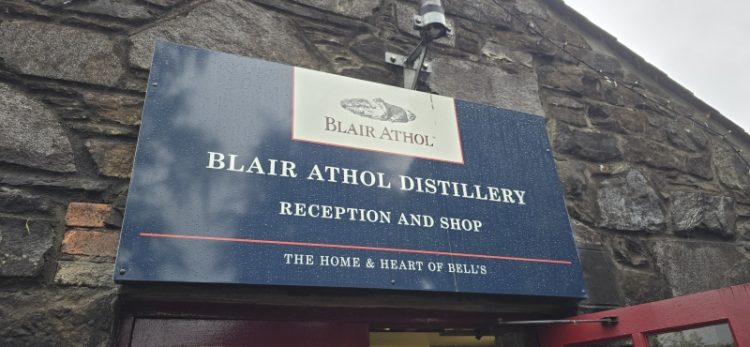 BLAIR ATHOL
BLAIR ATHOL DISTILLERY
RECEPTION AND SHOP
THE HOME & HEART OF BELL'S